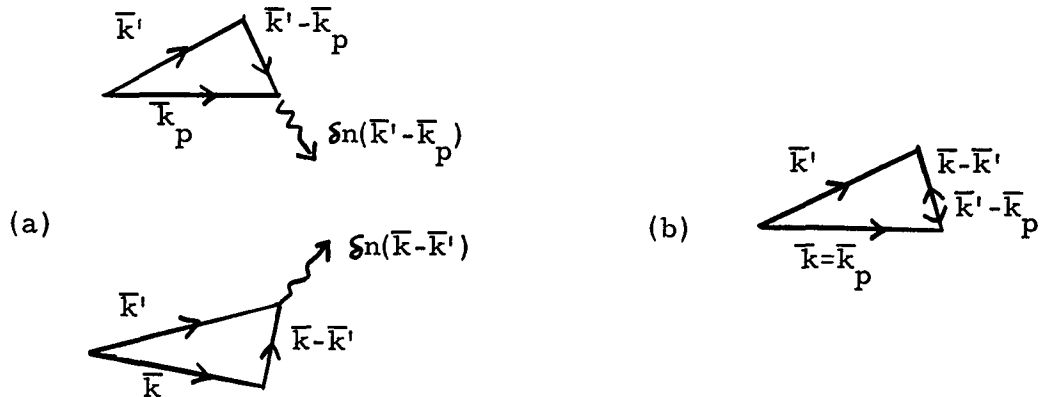 k̅' k̅'-k̅p
k̅p
δn(k̅'-k̅p)
(a)
δn(k̅-k̅')
k̅'
k̅-k̅'
k̅
k̅' k̅-k̅'
k̅'-k̅p
(b)
k̅=k̅p